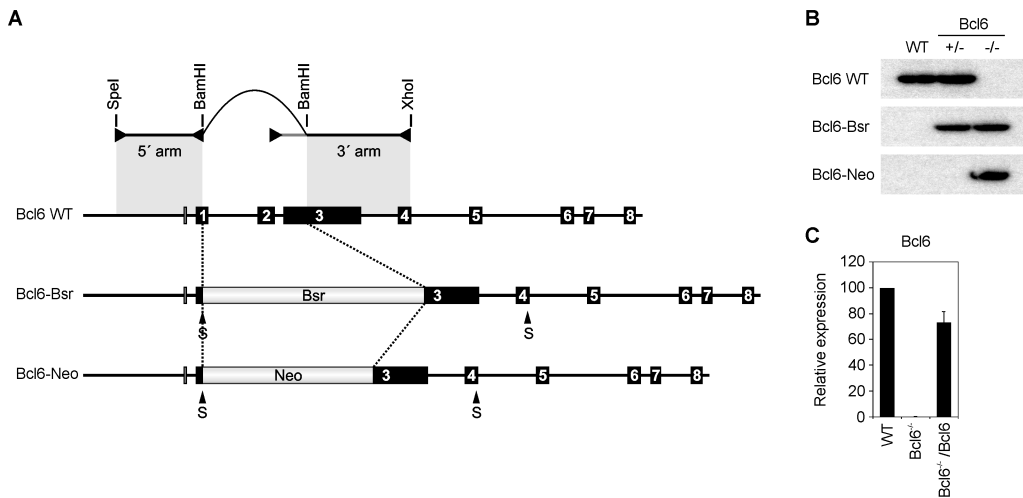 A
SpeI
BamHI
BamHI
XhoI
5´ arm
3´ arm
Bcl6 WT
1
2
3
4
5
6
7
8
Bcl6-Bsr
Bsr
3
4
5
6
7
8
S
S
Bcl6-Neo
Neo
3
4
5
6
7
8
S
S
B
Bcl6
WT
+/-
-/-
Bcl6 WT
Bcl6-Bsr
Bcl6-Neo
C
Bcl6
Relative expression
120
100
80
60
40
20
0
WT
Bcl6-/-
Bcl6-/-/Bcl6